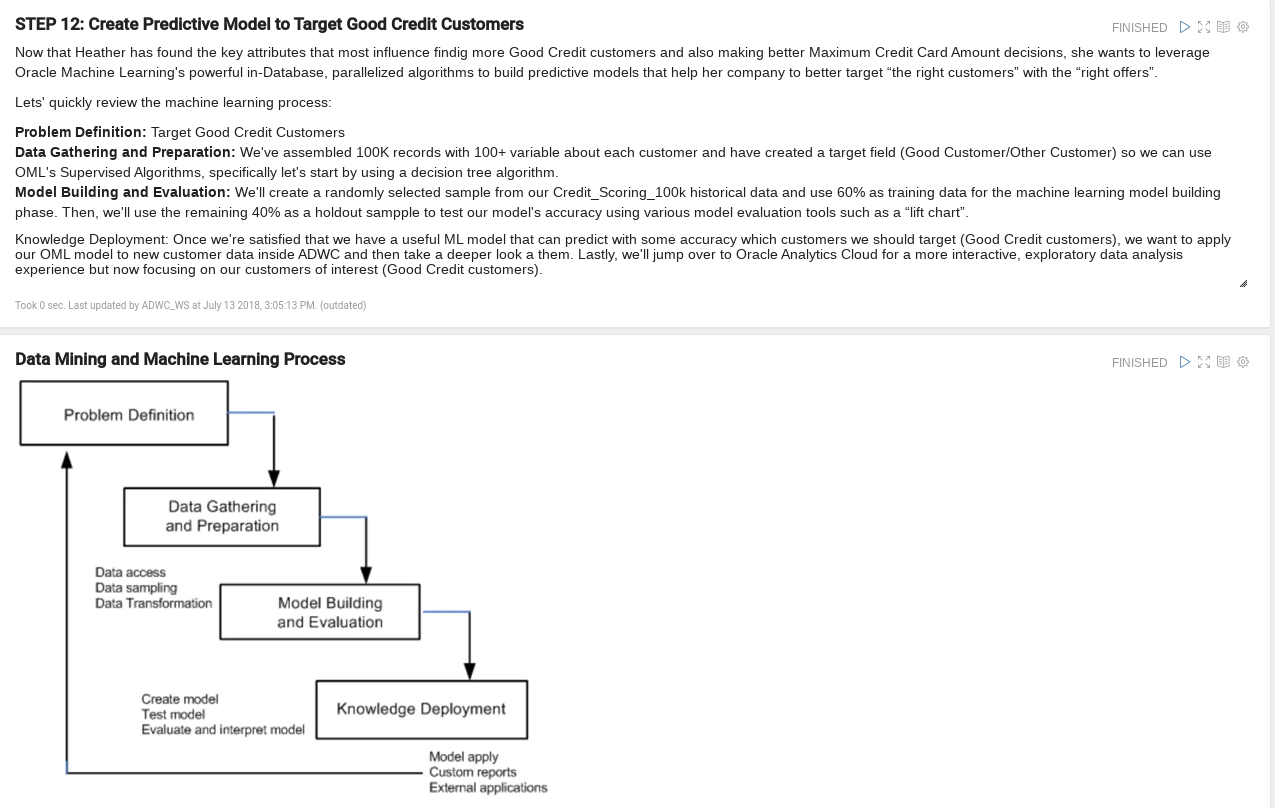 STEP 12: Create Predictive Model to Target Good Credit Customers
FINISHED
Now that Heather has found the key attributes that most influence findig more Good Credit customers and also making better Maximum Credit Card Amount decisions, she wants to leverage
Oracle Machine Learning's powerful in-Database, parallelized algorithms to build predictive models that help her company to better target “the right customers” with the “right offers”.
Lets' quickly review the machine learning process:
Problem Definition: Target Good Credit Customers
Data Gathering and Preparation: We've assembled 100K records with 100+ variable about each customer and have created a target field (Good Customer/Other Customer) so we can use
OML's Supervised Algorithms, specifically let's start by using a decision tree algorithm.
Model Building and Evaluation: We'll create a randomly selected sample from our Credit_Scoring_100k historical data and use 60% as training data for the machine learning model building
phase. Then, we'll use the remaining 40% as a holdout sampple to test our model's accuracy using various model evaluation tools such as a “lift chart”.
Knowledge Deployment: Once we're satisfied that we have a useful ML model that can predict with some accuracy which customers we should target (Good Credit customers), we want to apply
our OML model to new customer data inside ADWC and then take a deeper look a them. Lastly, we'll jump over to Oracle Analytics Cloud for a more interactive, exploratory data analysis
experience but now focusing on our customers of interest (Good Credit customers).
Took 0 sec. Last updated by ADWC_WS at July 13 2018, 3:05:13 PM. (outdated)
Data Mining and Machine Learning Process
FINISHED
Problem Definition
Data Gathering
and Preparation
Data access
Data sampling
Data Transformation
Model Building
and Evaluation
Create model
Test model
Evaluate and interpret model
Knowledge Deployment
Model apply
Custom reports
External applications